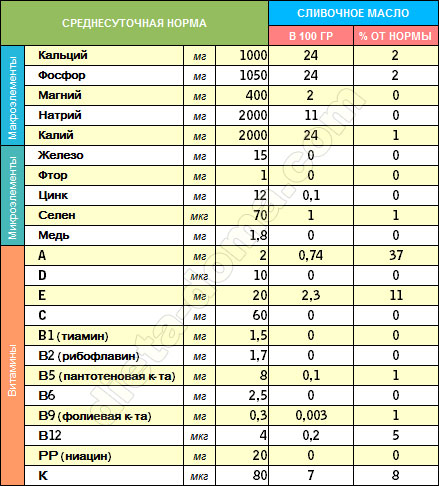 СРЕДНЕСУТОЧНАЯ НОРМА СЛИВОЧНОЕ МАСЛО
В 100 ГР % ОТ НОРМЫ
Макроэлементы
Кальций мг 1000 24 2
Фосфор мг 1050 24 2
Магний мг 400 2 0
Натрий мг 2000 11 0
Калий мг 2000 24 1
Микроэлементы
Железо мг 15 0 0
Фтор мг 1 0 0
Цинк мг 12 0,1 0
Селен мкг 70 1 1
Медь мг 1,8 0 0
Витамины
A мг 2 0,74 37
D мкг 10 0 0
E мг 20 2,3 11
C мг 60 0 0
B1 (тиамин) мг 1,5 0 0
B2 (рибофлавин) мг 1,7 0 0
B5 (пантотеновая к-та) мг 8 0,1 1
B6 мг 2,5 0 0
B9 (фолиевая к-та) мг 0,3 0,003 1
B12 мкг 4 0,2 5
PP (ниацин) мг 20 0 0
K мкг 80 7 8
dieta-doma.com